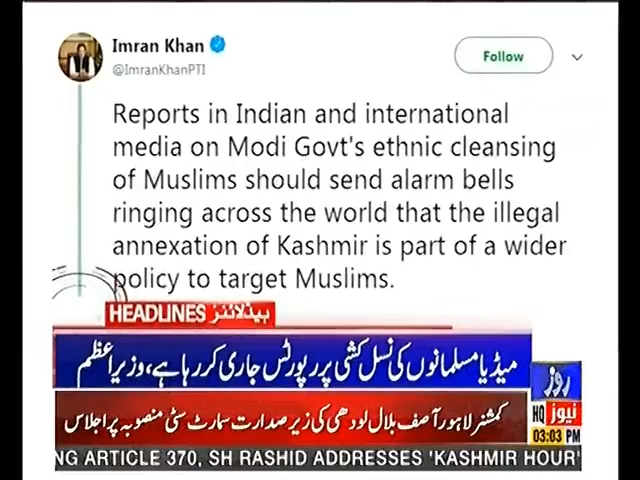 Imran Khan
@ImranKhanPTI
Follow
Reports in Indian and international
media on Modi Govt's ethnic cleansing
of Muslims should send alarm bells
ringing across the world that the illegal
annexation of Kashmir is part of a wider
policy to target Muslims.
HEADLINES ہیڈلائنز
میڈیا مسلمانوں کی نسل کشی پر رپورٹس جاری کر رہا ہے، وزیراعظم
کمشنر لاہور آصف بلال لودھی کی زیر صدارت سمارٹ سٹی منصوبہ پر اجلاس
روز
HQ نیوز
03:03 PM
NG ARTICLE 370, SH RASHID ADDRESSES 'KASHMIR HOUR'